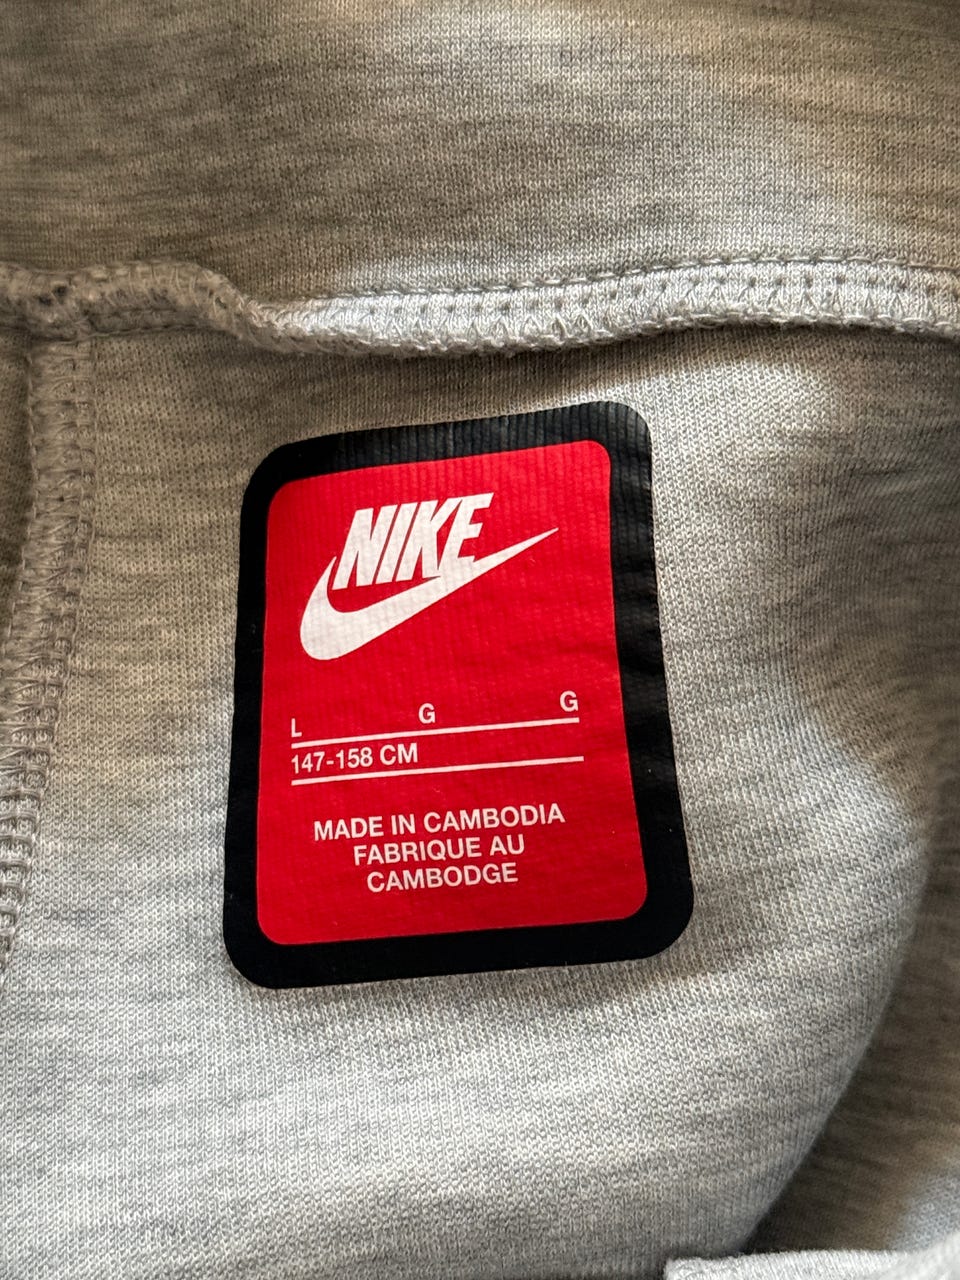 NIKE
L G G
147-158 CM
MADE IN CAMBODIA
FABRIQUE AU
CAMBODGE